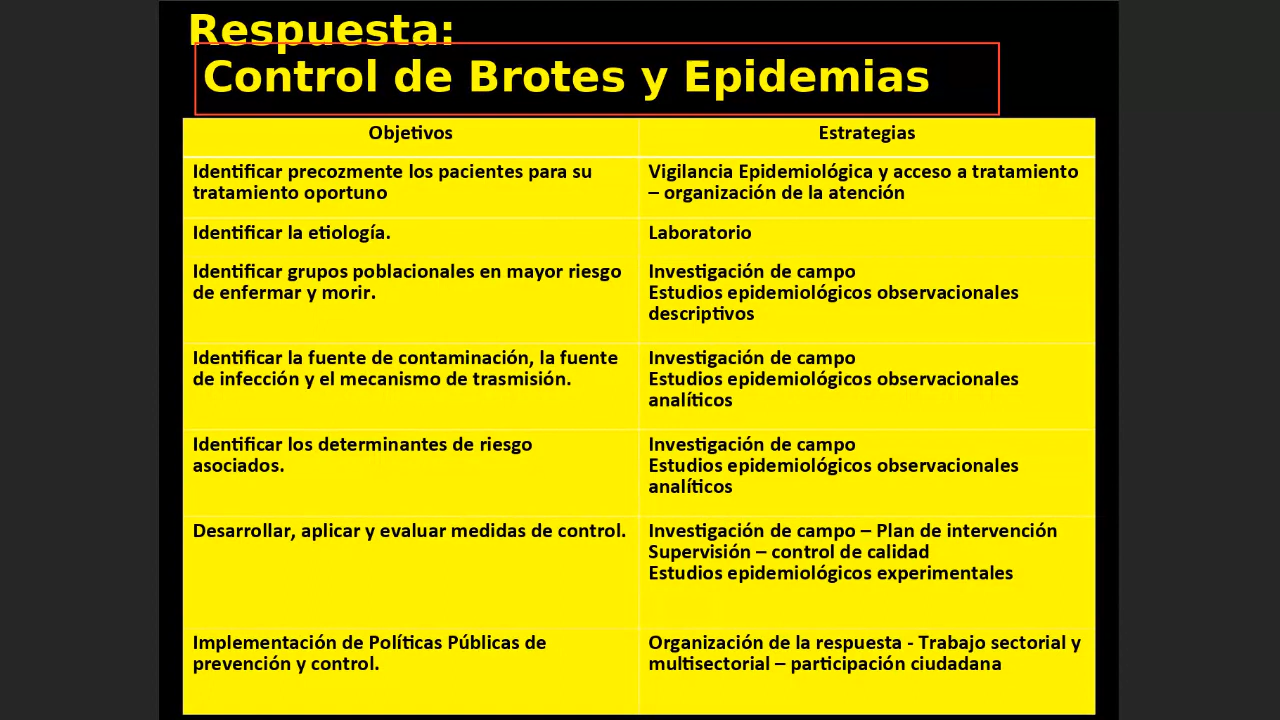 Respuesta:
Control de Brotes y Epidemias
Objetivos
Estrategias
Identificar precozmente los pacientes para su
tratamiento oportuno
Vigilancia Epidemiológica y acceso a tratamiento
– organización de la atención
Identificar la etiología.
Laboratorio
Identificar grupos poblacionales en mayor riesgo
de enfermar y morir.
Investigación de campo
Estudios epidemiológicos observacionales
descriptivos
Identificar la fuente de contaminación, la fuente
de infección y el mecanismo de trasmisión.
Investigación de campo
Estudios epidemiológicos observacionales
analíticos
Identificar los determinantes de riesgo
asociados.
Investigación de campo
Estudios epidemiológicos observacionales
analíticos
Desarrollar, aplicar y evaluar medidas de control.
Investigación de campo – Plan de intervención
Supervisión – control de calidad
Estudios epidemiológicos experimentales
Implementación de Políticas Públicas de
prevención y control.
Organización de la respuesta - Trabajo sectorial y
multisectorial – participación ciudadana